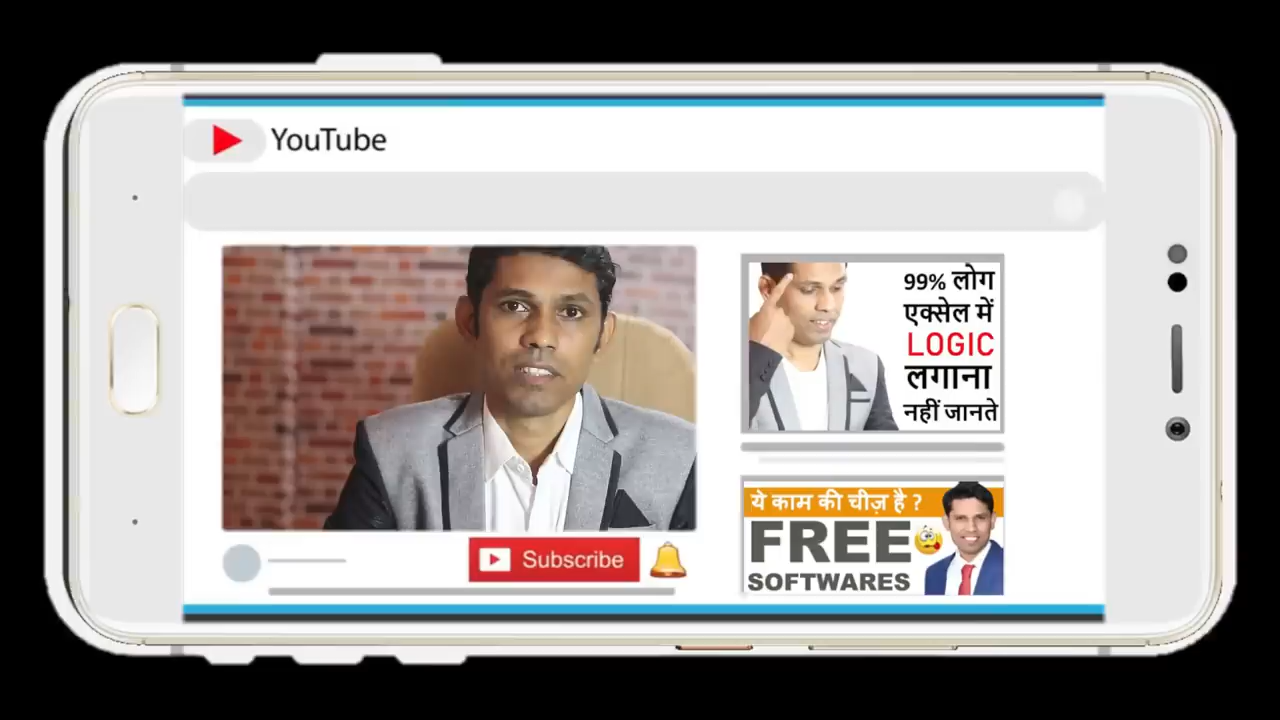 YouTube
99% लोग
एक्सेल में
LOGIC
लगाना
नहीं जानते
ये काम की चीज़ है ?
FREE
SOFTWARES
Subscribe